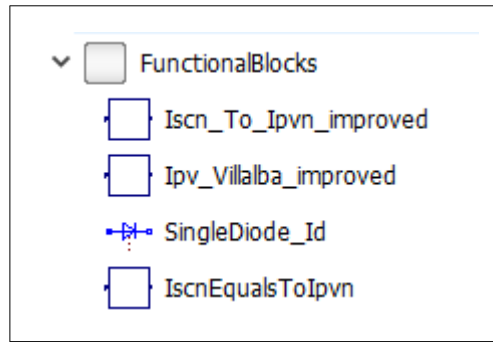 FunctionalBlocks
Iscn_To_Ipvn_improved
Ipv_Villalba_improved
SingleDiode_Id
IscnEqualsToIpvn